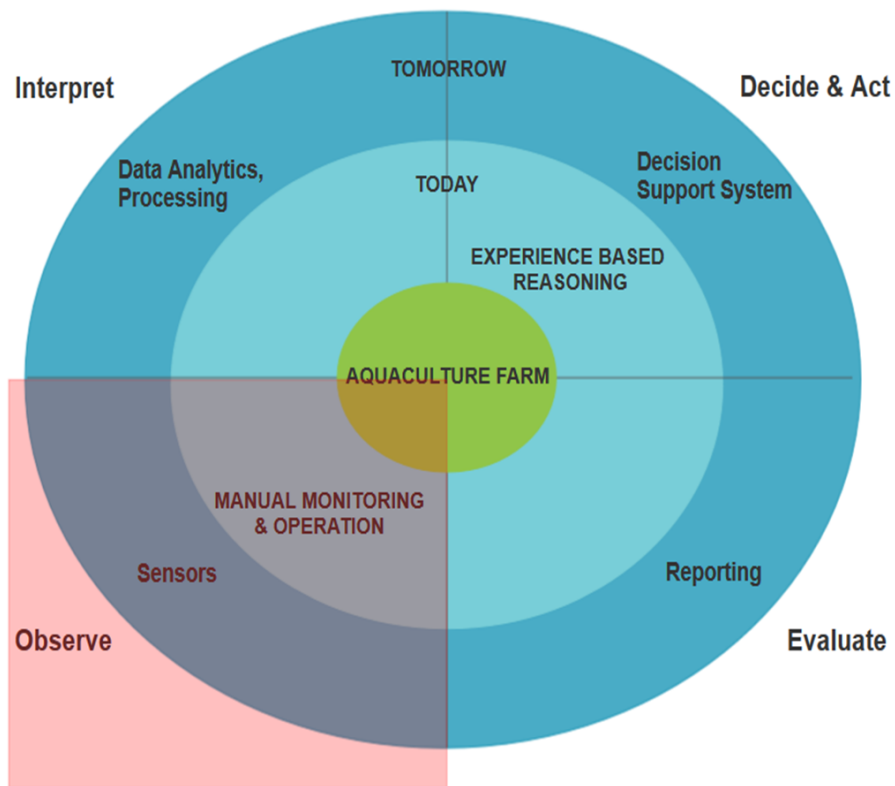 TOMORROW
Interpret
Decide & Act
Data Analytics,
Processing
Decision
Support System
TODAY
EXPERIENCE BASED
REASONING
AQUACULTURE FARM
MANUAL MONITORING
& OPERATION
Sensors
Reporting
Observe
Evaluate